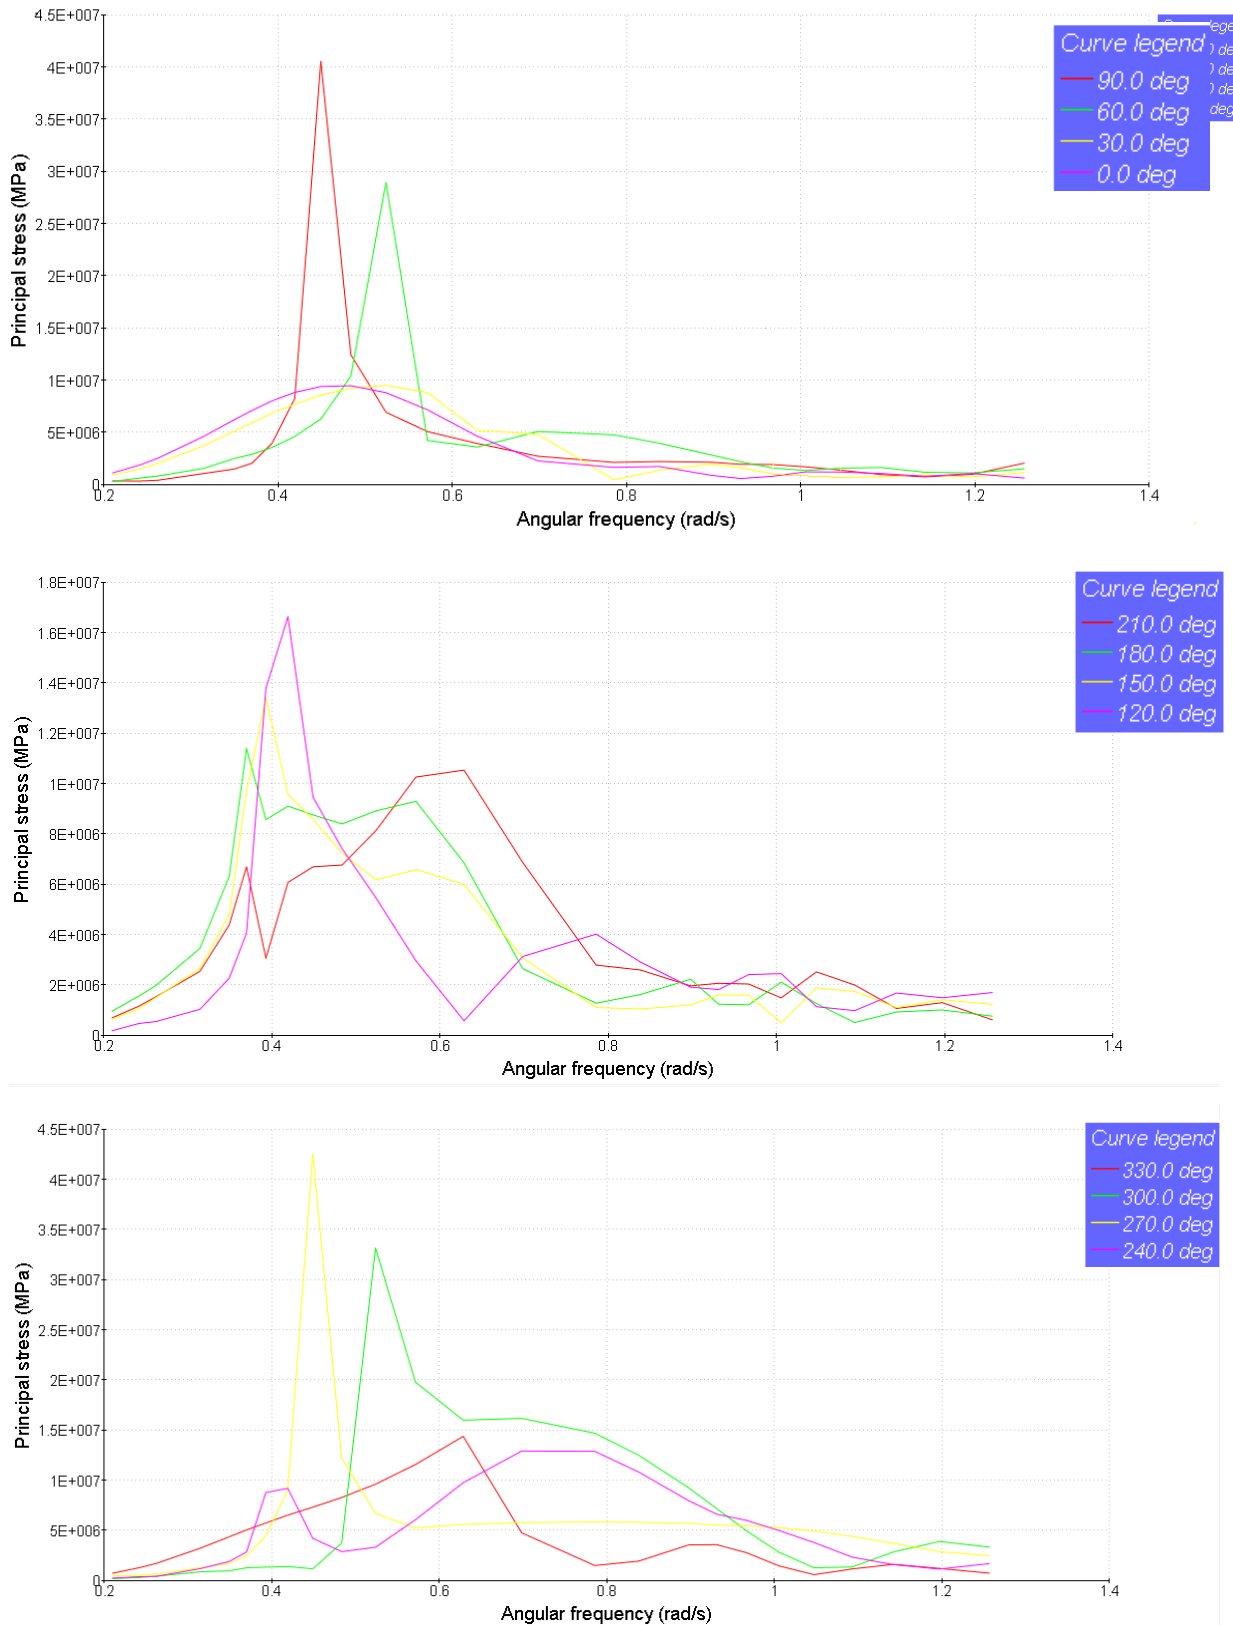 4.5E+007
4E+007
3.5E+007
3E+007
2.5E+007
2E+007
1.5E+007
1E+007
5E+006
0
0.2 0.4 0.6 0.8 1 1.2 1.4
Principal stress (MPa)
Angular frequency (rad/s)
Curve legend
90.0 deg
60.0 deg
30.0 deg
0.0 deg
1.8E+007
1.6E+007
1.4E+007
1.2E+007
1E+007
8E+006
6E+006
4E+006
2E+006
0
0.2 0.4 0.6 0.8 1 1.2 1.4
Principal stress (MPa)
Angular frequency (rad/s)
Curve legend
210.0 deg
180.0 deg
150.0 deg
120.0 deg
4.5E+007
4E+007
3.5E+007
3E+007
2.5E+007
2E+007
1.5E+007
1E+007
5E+006
0
0.2 0.4 0.6 0.8 1 1.2 1.4
Principal stress (MPa)
Angular frequency (rad/s)
Curve legend
330.0 deg
300.0 deg
270.0 deg
240.0 deg